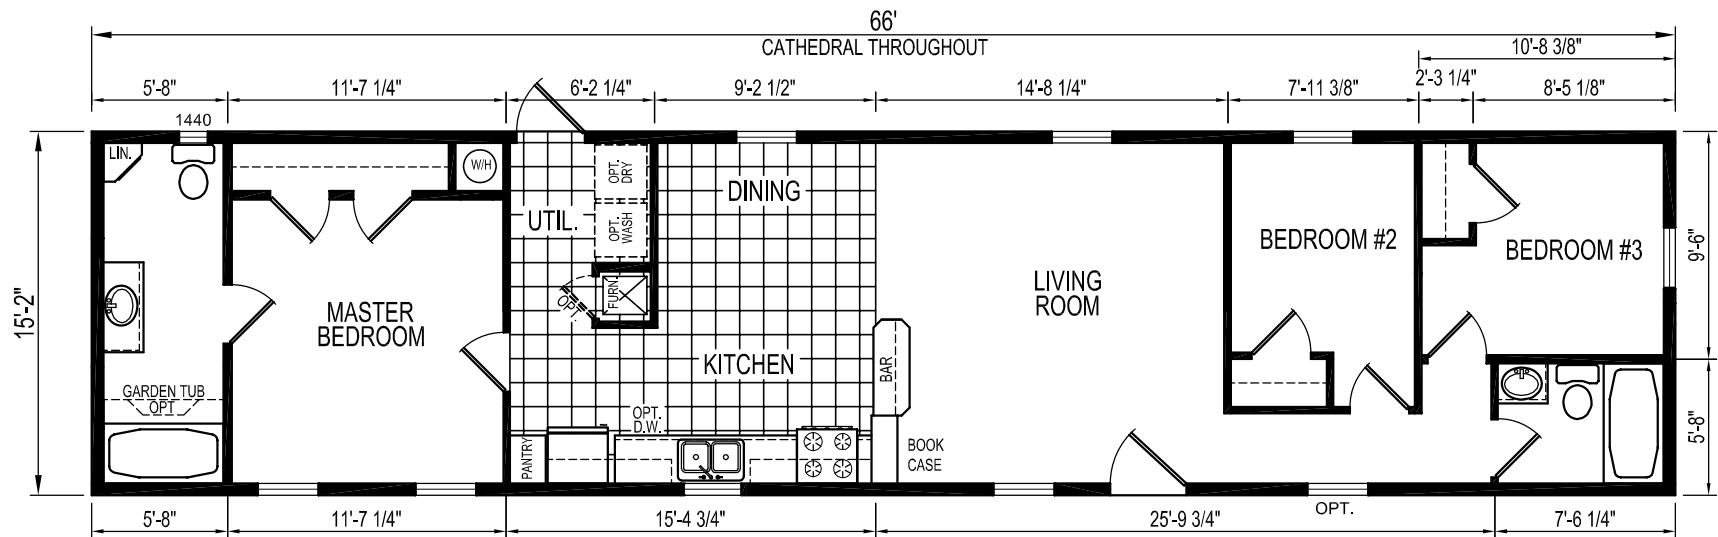 66'
CATHEDRAL THROUGHOUT
10'-8 3/8"
5'-8"
11'-7 1/4"
6'-2 1/4"
9'-2 1/2"
14'-8 1/4"
7'-11 3/8"
2'-3 1/4"
8'-5 1/8"
1440
LIN.
W/H
OPT.
DRY
OPT.
WASH
UTIL.
DINING
FURN.
OPT.
MASTER
BEDROOM
KITCHEN
LIVING
ROOM
BEDROOM #2
BEDROOM #3
15'-2"
9'-6"
5'-8"
GARDEN TUB
OPT
PANTRY
OPT.
D.W.
BAR
BOOK
CASE
OPT.
5'-8"
11'-7 1/4"
15'-4 3/4"
25'-9 3/4"
7'-6 1/4"